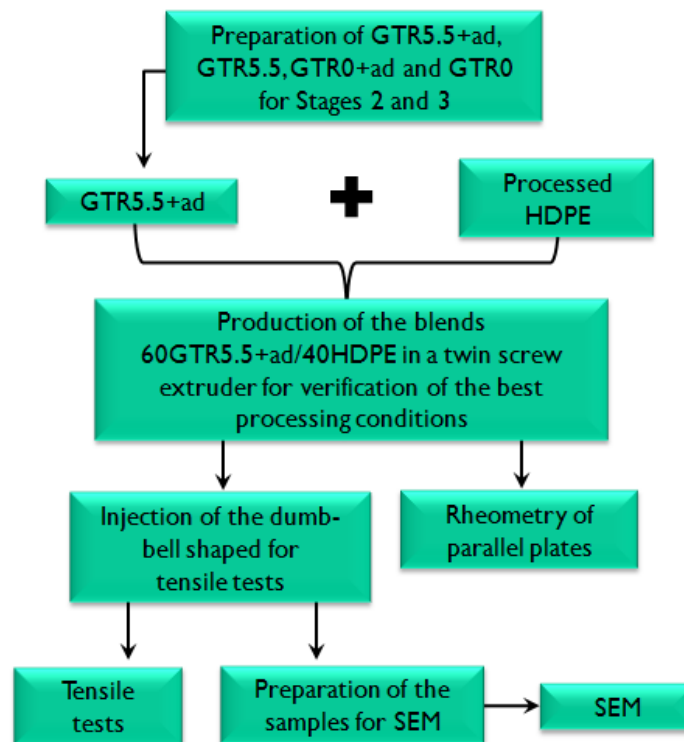 Preparation of GTR5.5+ad,
GTR5.5, GTR0+ad and GTR0
for Stages 2 and 3
GTR5.5+ad
+
Processed
HDPE
Production of the blends
60GTR5.5+ad/40HDPE in a twin screw
extruder for verification of the best
processing conditions
Injection of the dumb-
bell shaped for
tensile tests
Rheometry of
parallel plates
Tensile
tests
Preparation of the
samples for SEM
SEM